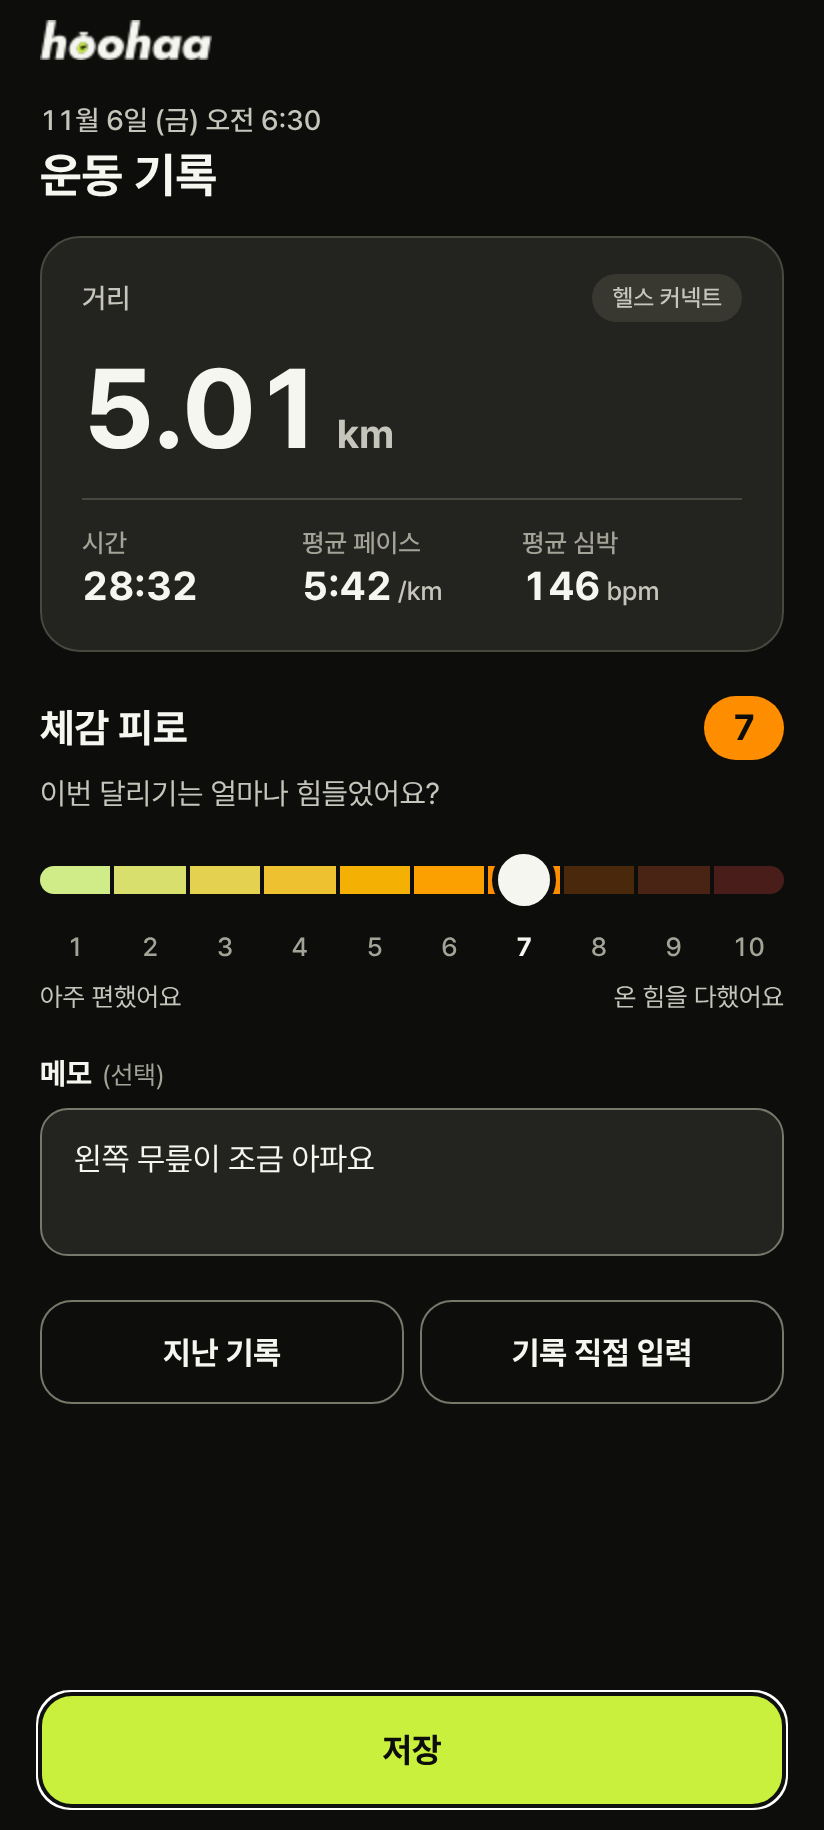 hoohaa
11월 6일 (금) 오전 6:30
운동 기록
거리 헬스 커넥트
5.01 km
시간 평균 페이스 평균 심박
28:32 5:42 /km 146 bpm
체감 피로 7
이번 달리기는 얼마나 힘들었어요?
1 2 3 4 5 6 7 8 9 10
아주 편했어요 온 힘을 다했어요
메모 (선택)
왼쪽 무릎이 조금 아파요
지난 기록 기록 직접 입력
저장